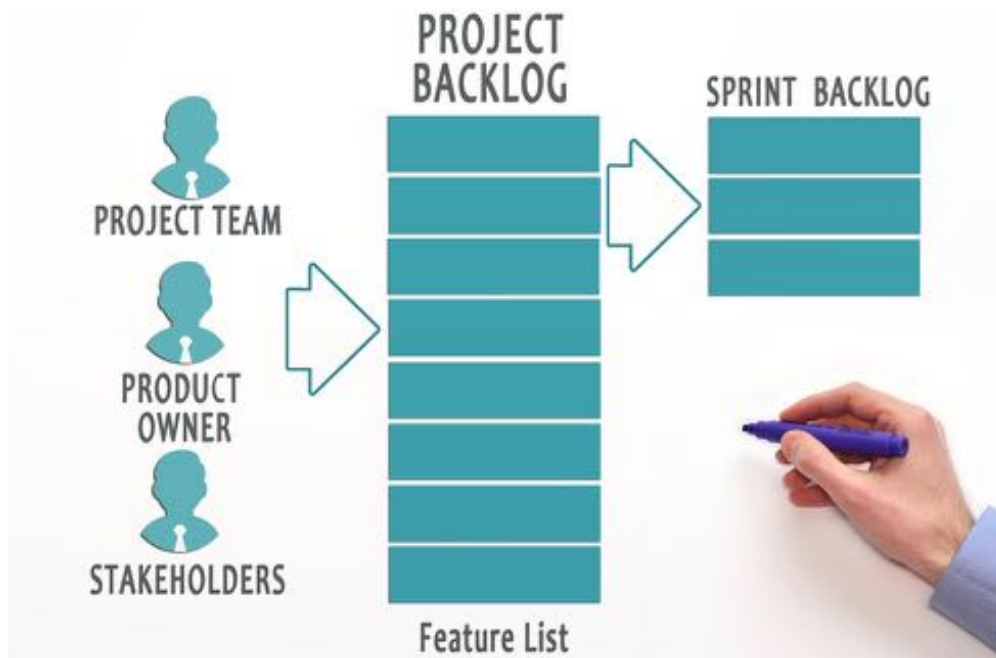 PROJECT
BACKLOG
SPRINT BACKLOG
PROJECT TEAM
PRODUCT
OWNER
STAKEHOLDERS
Feature List